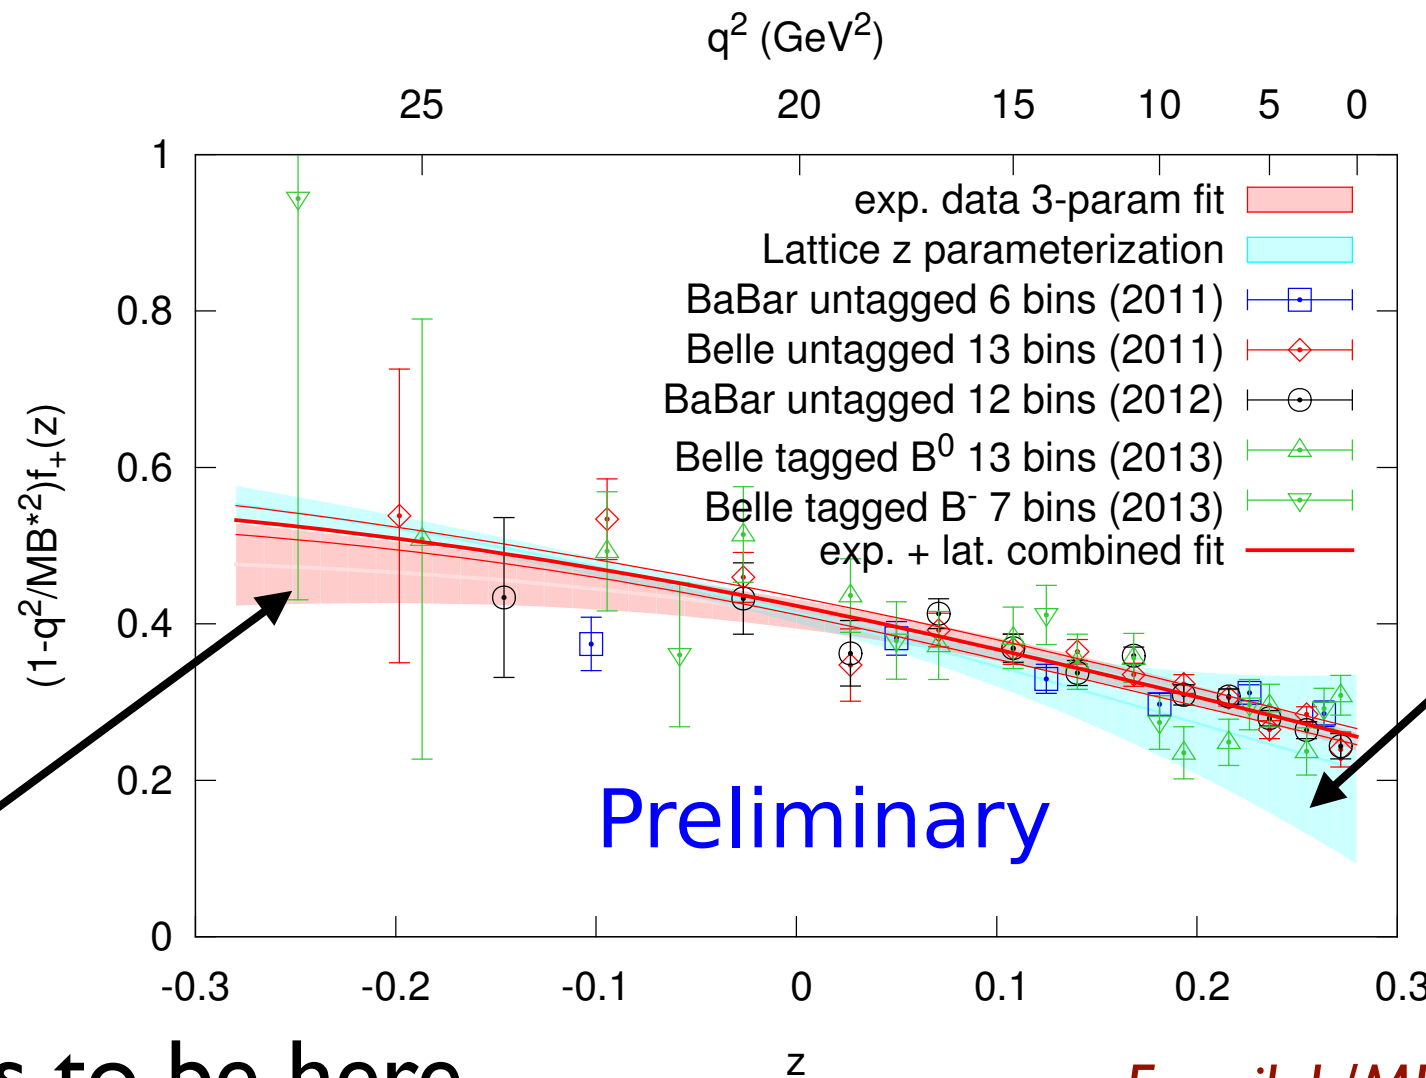 q² (GeV²)
25 20 15 10 5 0
1
0.8
0.6
0.4
0.2
0
(1-q²/MB*²)f₊(z)
exp. data 3-param fit
Lattice z parameterization
BaBar untagged 6 bins (2011)
Belle untagged 13 bins (2011)
BaBar untagged 12 bins (2012)
Belle tagged B⁰ 13 bins (2013)
Belle tagged B⁻ 7 bins (2013)
exp. + lat. combined fit
Preliminary
-0.3 -0.2 -0.1 0 0.1 0.2 0.3
z
to be here